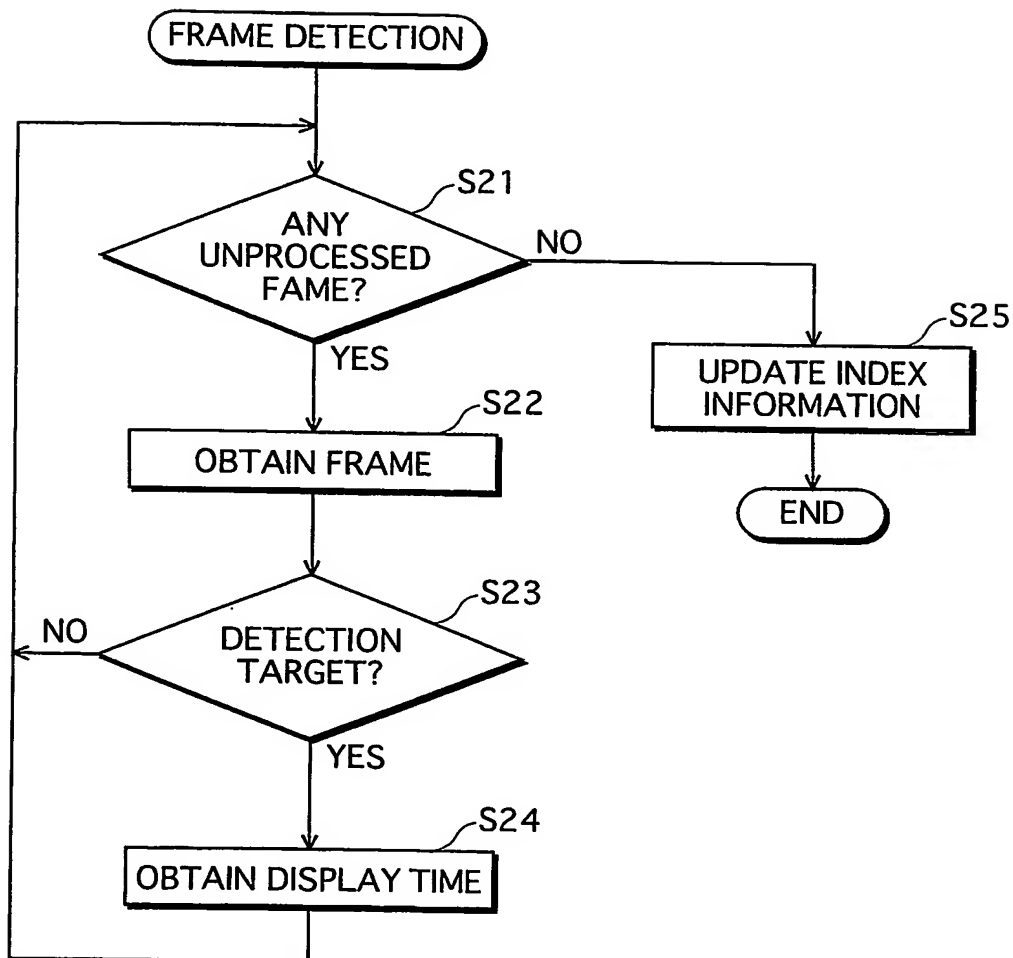 FRAME DETECTION
S21
ANY
UNPROCESSED
FAME?
NO
YES
S25
UPDATE INDEX
INFORMATION
S22
OBTAIN FRAME
END
S23
NO
DETECTION
TARGET?
YES
S24
OBTAIN DISPLAY TIME